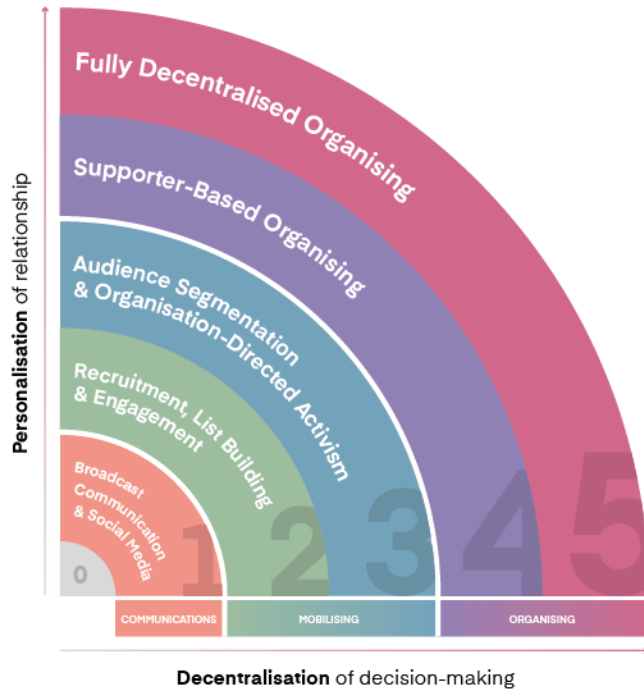 Fully Decentralised Organising
Supporter-Based Organising
Audience Segmentation
& Organisation-Directed Activism
Recruitment, List Building
& Engagement
Broadcast
Communication
& Social Media
0
1
2
3
4
5
COMMUNICATIONS
MOBILISING
ORGANISING
Personalisation of relationship
Decentralisation of decision-making